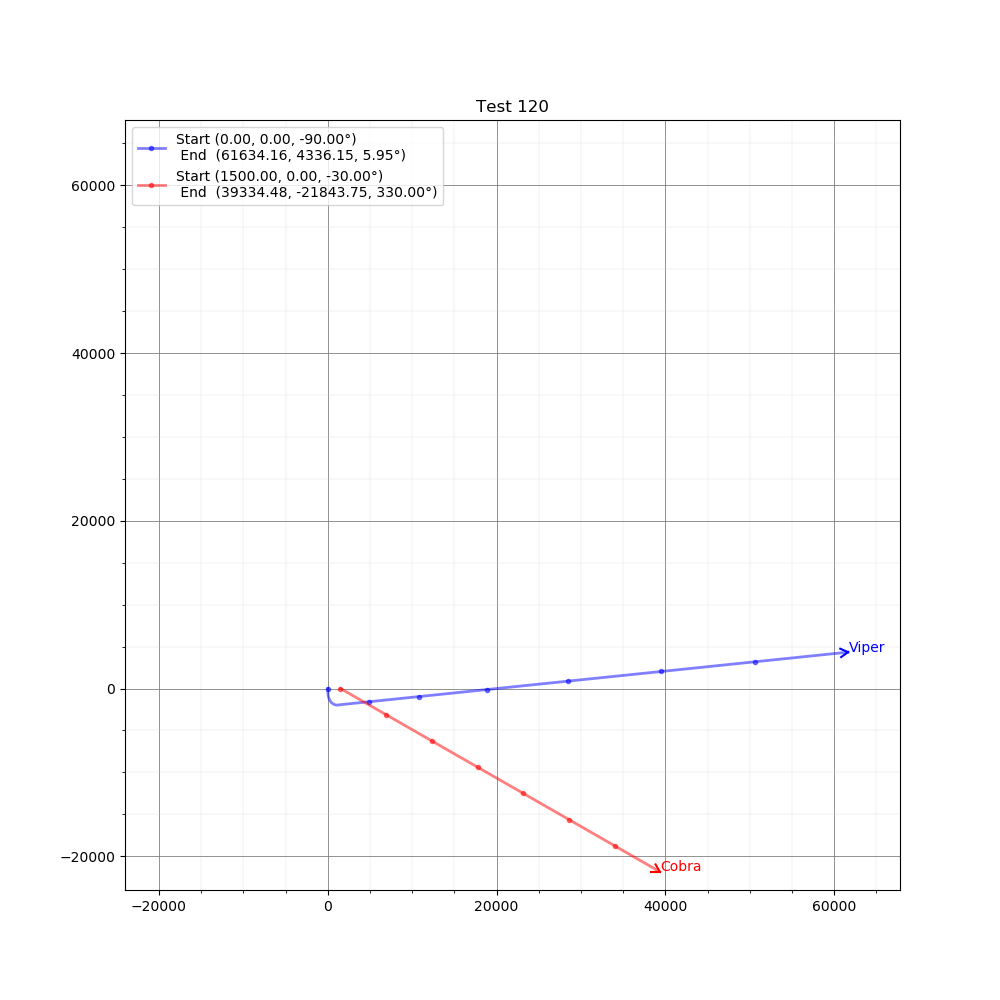 Test 120
Start (0.00, 0.00, -90.00°)
End (61634.16, 4336.15, 5.95°)
Start (1500.00, 0.00, -30.00°)
End (39334.48, -21843.75, 330.00°)
60000
40000
20000
0
−20000
Viper
Cobra
−20000
0
20000
40000
60000